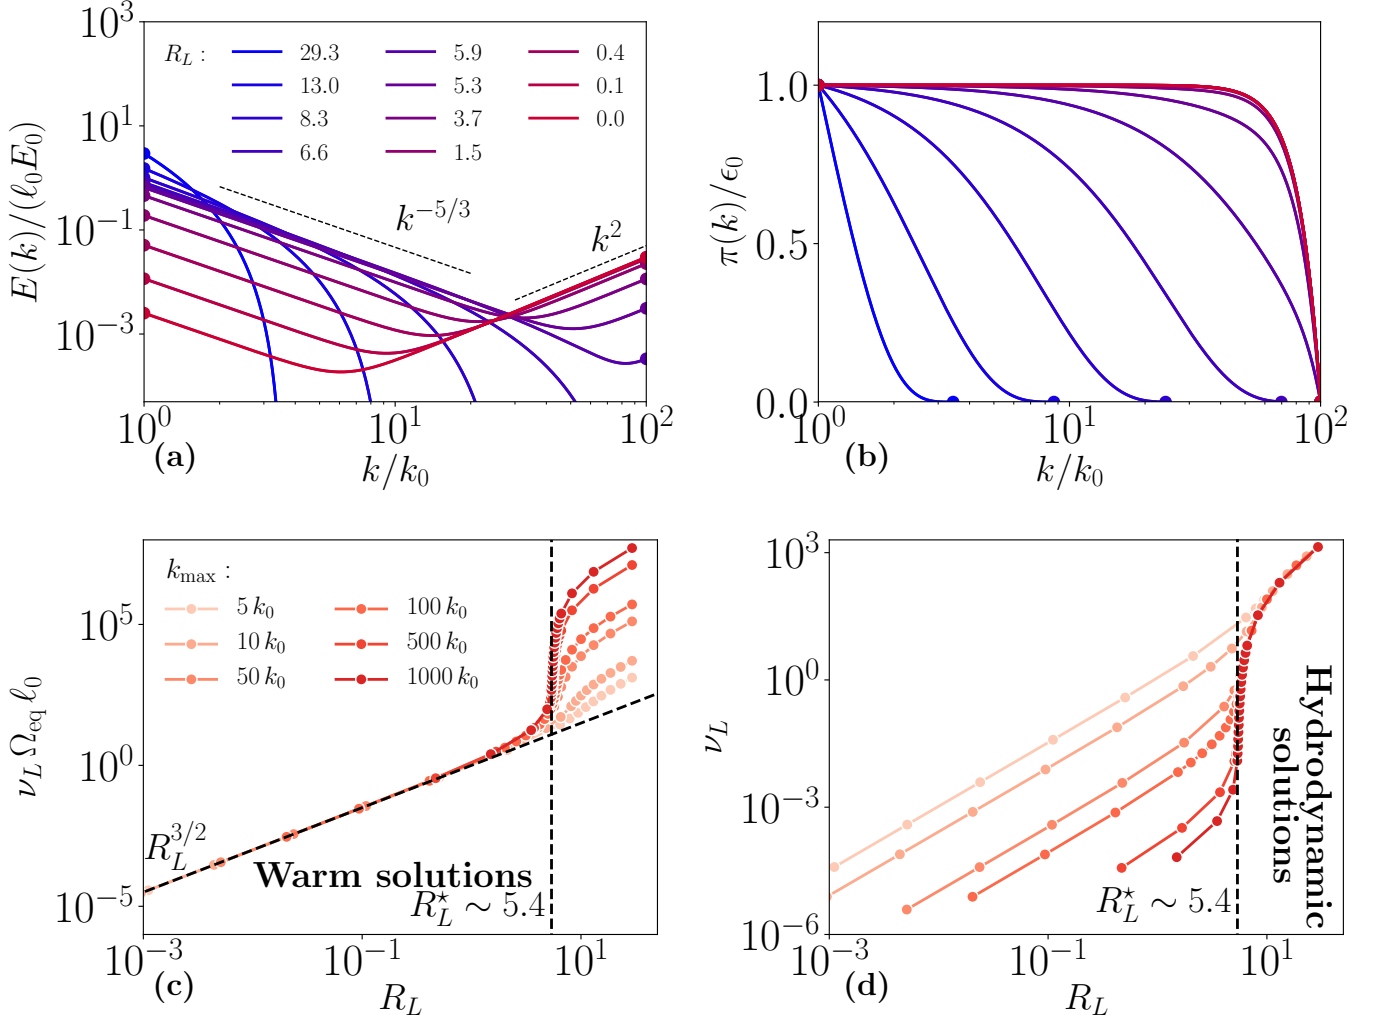 10^3
10^1
10^{-1}
10^{-3}
E(k)/(ℓ_0 E_0)
R_L :
29.3
13.0
8.3
6.6
5.9
5.3
3.7
1.5
0.4
0.1
0.0
k^{-5/3}
k^2
10^0
10^1
10^2
(a)
k/k_0
1.0
0.5
0.0
π(k)/ϵ_0
10^0
10^1
10^2
(b)
k/k_0
k_max :
5 k_0
10 k_0
50 k_0
100 k_0
500 k_0
1000 k_0
10^5
10^0
10^{-5}
ν_L Ω_eq ℓ_0
R_L^{3/2}
Warm solutions
R_L^⋆ ∼ 5.4
10^{-3}
10^{-1}
10^1
(c)
R_L
10^3
10^0
10^{-3}
10^{-6}
ν_L
Hydrodynamic
solutions
R_L^⋆ ∼ 5.4
10^{-3}
10^{-1}
10^1
(d)
R_L